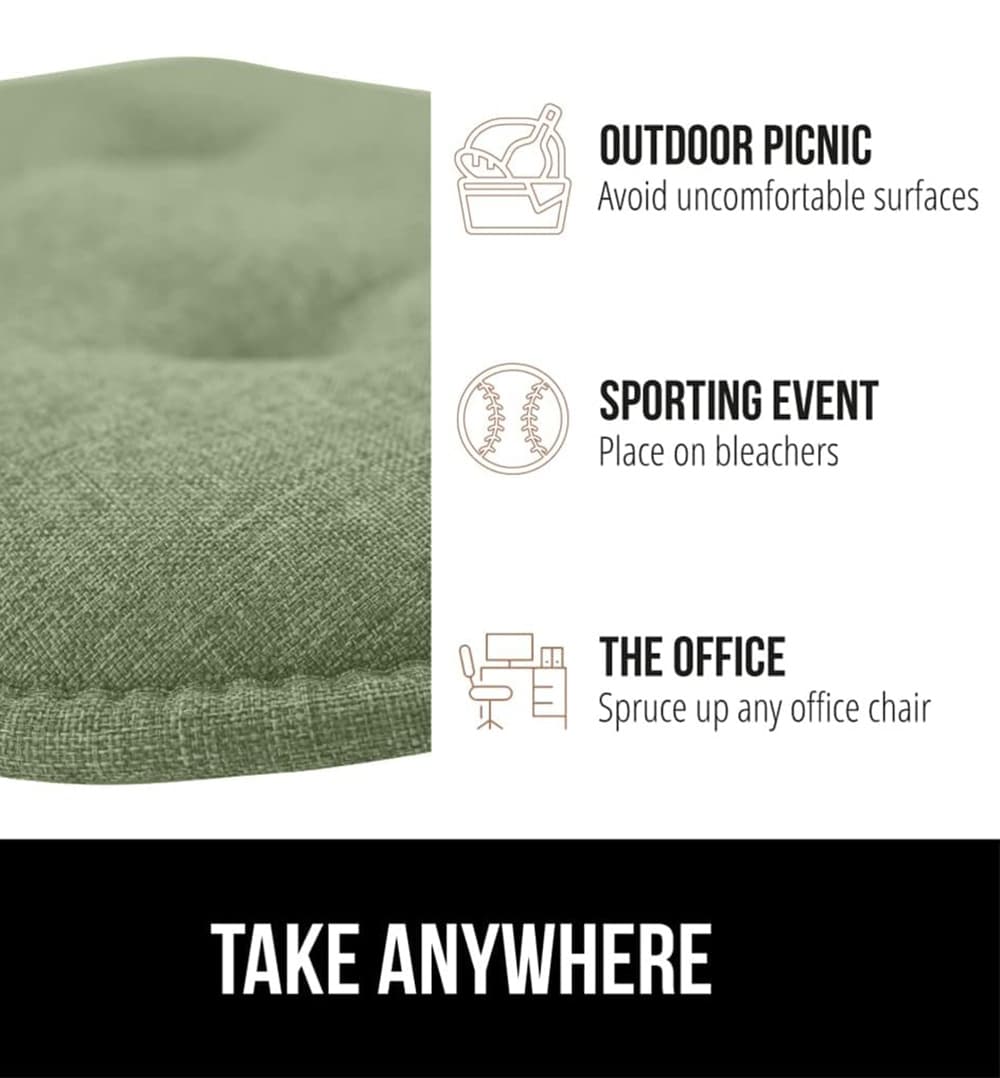 OUTDOOR PICNIC
Avoid uncomfortable surfaces
SPORTING EVENT
Place on bleachers
THE OFFICE
Spruce up any office chair
TAKE ANYWHERE